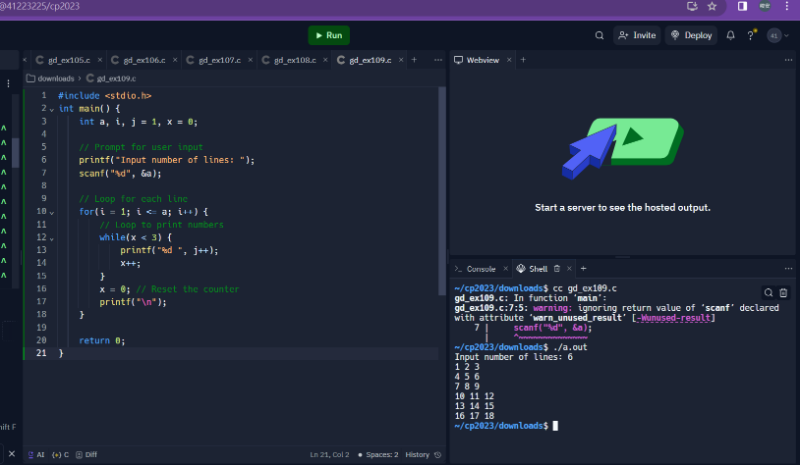 @41223225/cp2023
Run
Invite
Deploy
gd_ex105.c
gd_ex106.c
gd_ex107.c
gd_ex108.c
gd_ex109.c
Webview
downloads > gd_ex109.c
1 #include <stdio.h>
2 int main() {
3 int a, i, j = 1, x = 0;
4
5 // Prompt for user input
6 printf("Input number of lines: ");
7 scanf("%d", &a);
8
9 // Loop for each line
10 for(i = 1; i <= a; i++) {
11 // Loop to print numbers
12 while(x < 3) {
13 printf("%d ", j++);
14 x++;
15 }
16 x = 0; // Reset the counter
17 printf("\n");
18 }
19
20 return 0;
21 }
Start a server to see the hosted output.
Console
Shell
~/cp2023/downloads$ cc gd_ex109.c
gd_ex109.c: In function 'main':
gd_ex109.c:7:5: warning: ignoring return value of 'scanf' declared
with attribute 'warn_unused_result' [-Wunused-result]
7 | scanf("%d", &a);
| ^~~~~~~~~~~~~~~
~/cp2023/downloads$ ./a.out
Input number of lines: 6
1 2 3
4 5 6
7 8 9
10 11 12
13 14 15
16 17 18
~/cp2023/downloads$
hift F
AI
C
Diff
Ln 21, Col 2
Spaces: 2
History